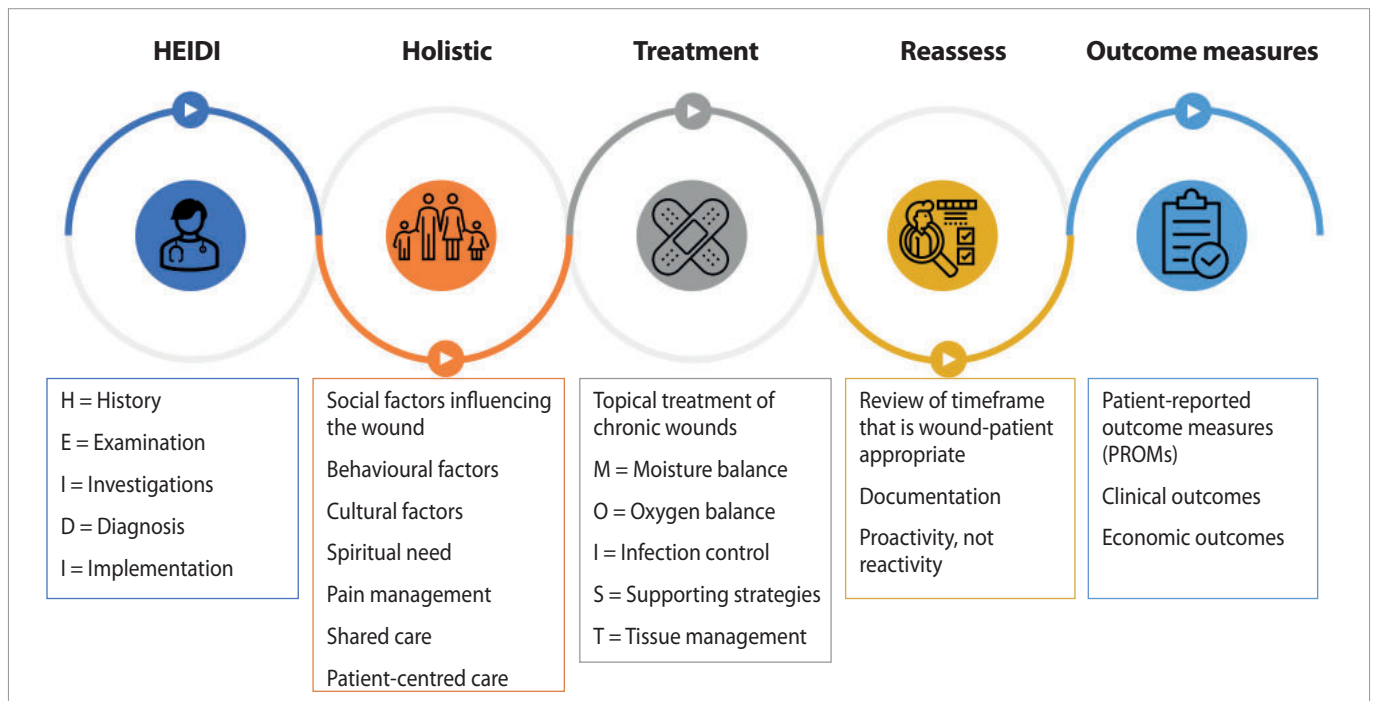 HEIDI
Holistic
Treatment
Reassess
Outcome measures
H = History
E = Examination
I = Investigations
D = Diagnosis
I = Implementation
Social factors influencing
the wound
Behavioural factors
Cultural factors
Spiritual need
Pain management
Shared care
Patient-centred care
Topical treatment of
chronic wounds
M = Moisture balance
O = Oxygen balance
I = Infection control
S = Supporting strategies
T = Tissue management
Review of timeframe
that is wound-patient
appropriate
Documentation
Proactivity, not
reactivity
Patient-reported
outcome measures
(PROMs)
Clinical outcomes
Economic outcomes